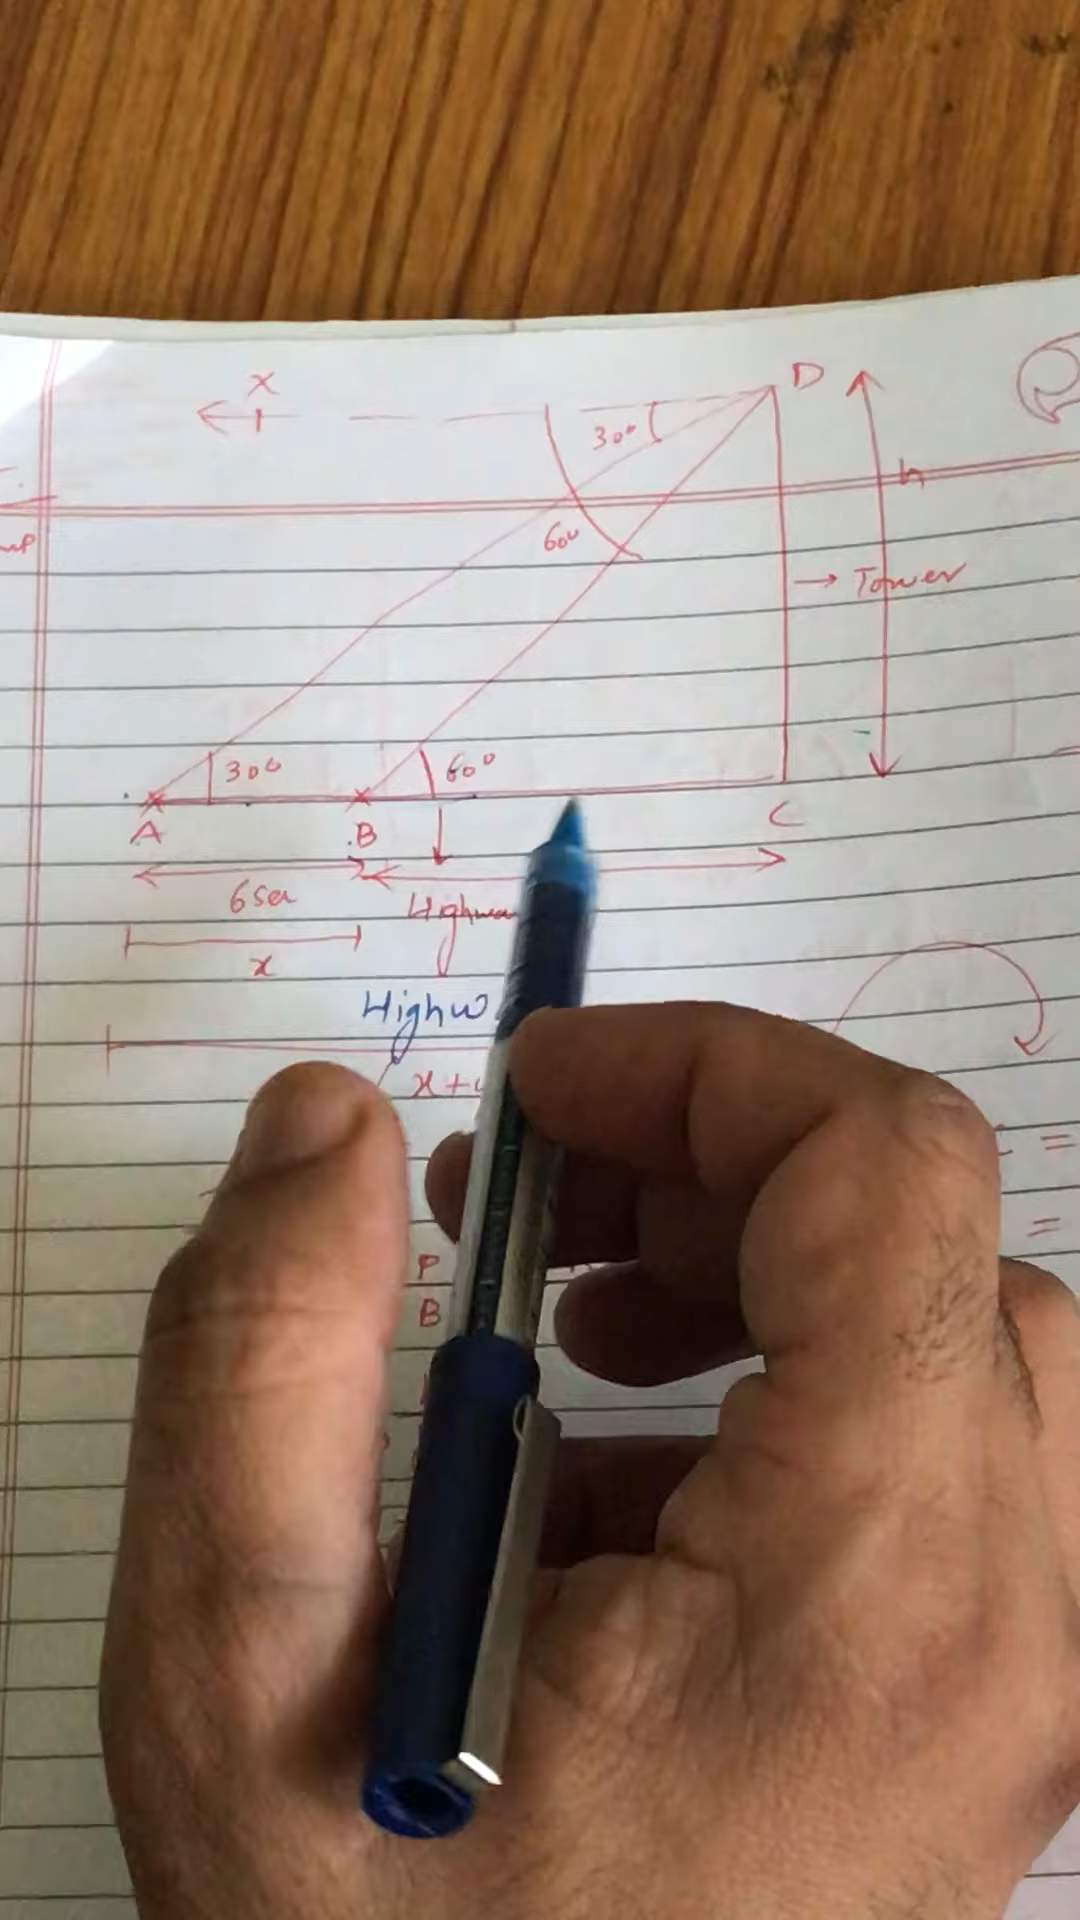 x
D
30°
h
60°
→ Tower
30° 60°
A B C
6 sec
x
Highw
x+
=
=
P
B